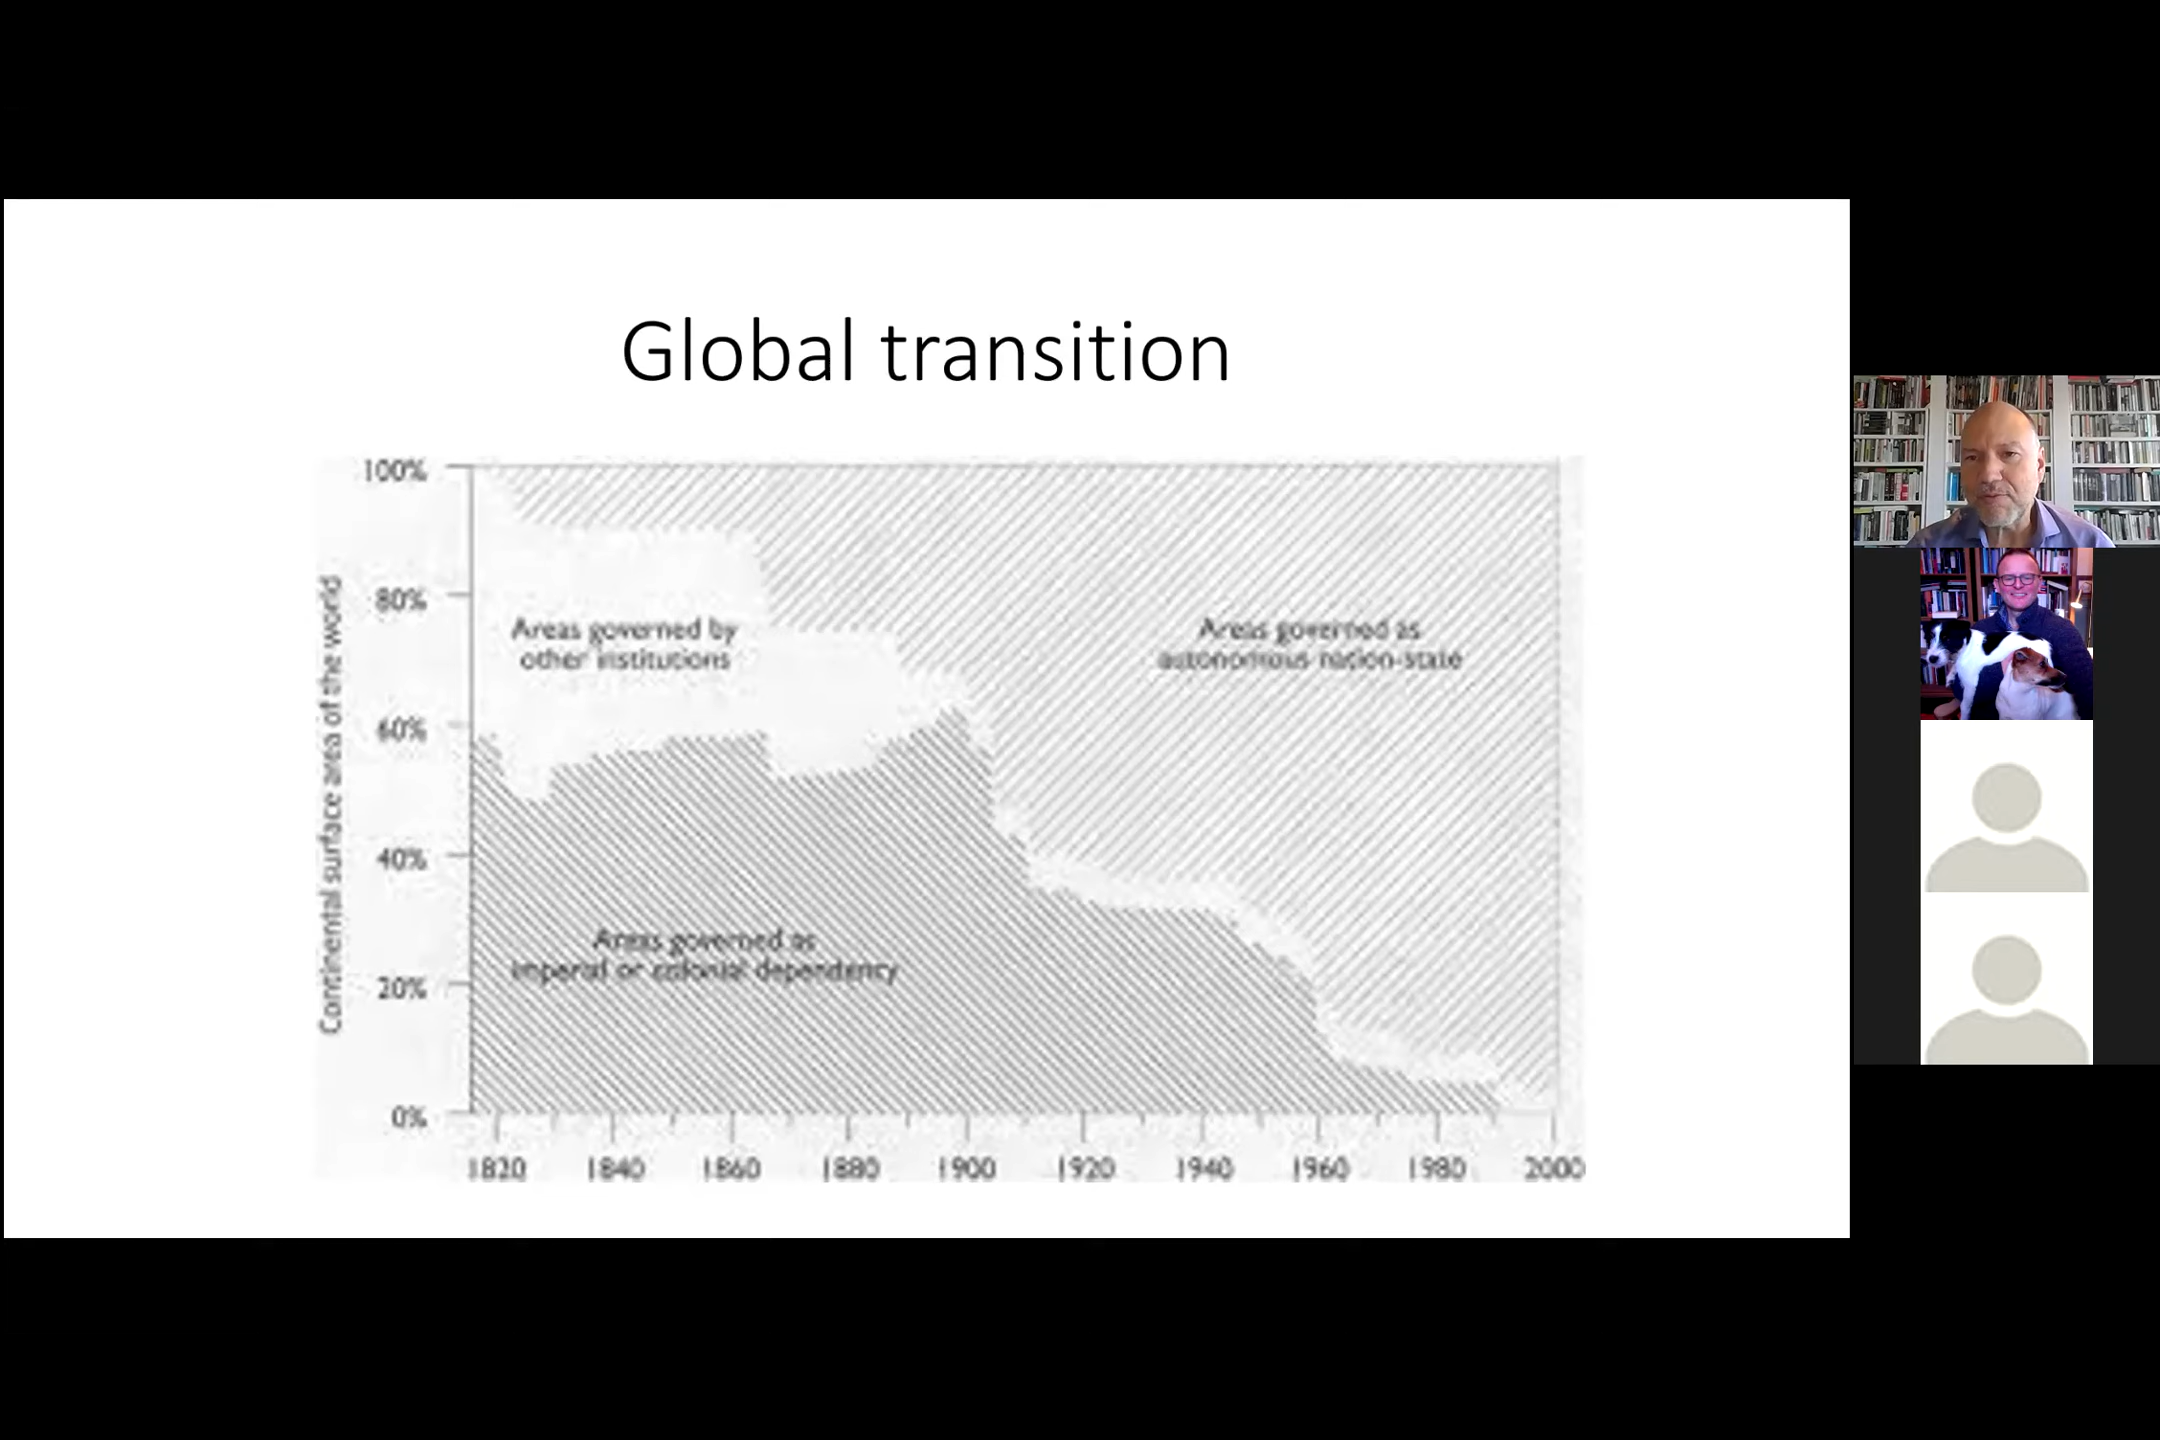 Global transition
100%
80%
60%
40%
20%
0%
Continental surface area of the world
Areas governed by
other institutions
Areas governed as
autonomous nation-state
Areas governed as
imperial or colonial dependency
1820
1840
1860
1880
1900
1920
1940
1960
1980
2000